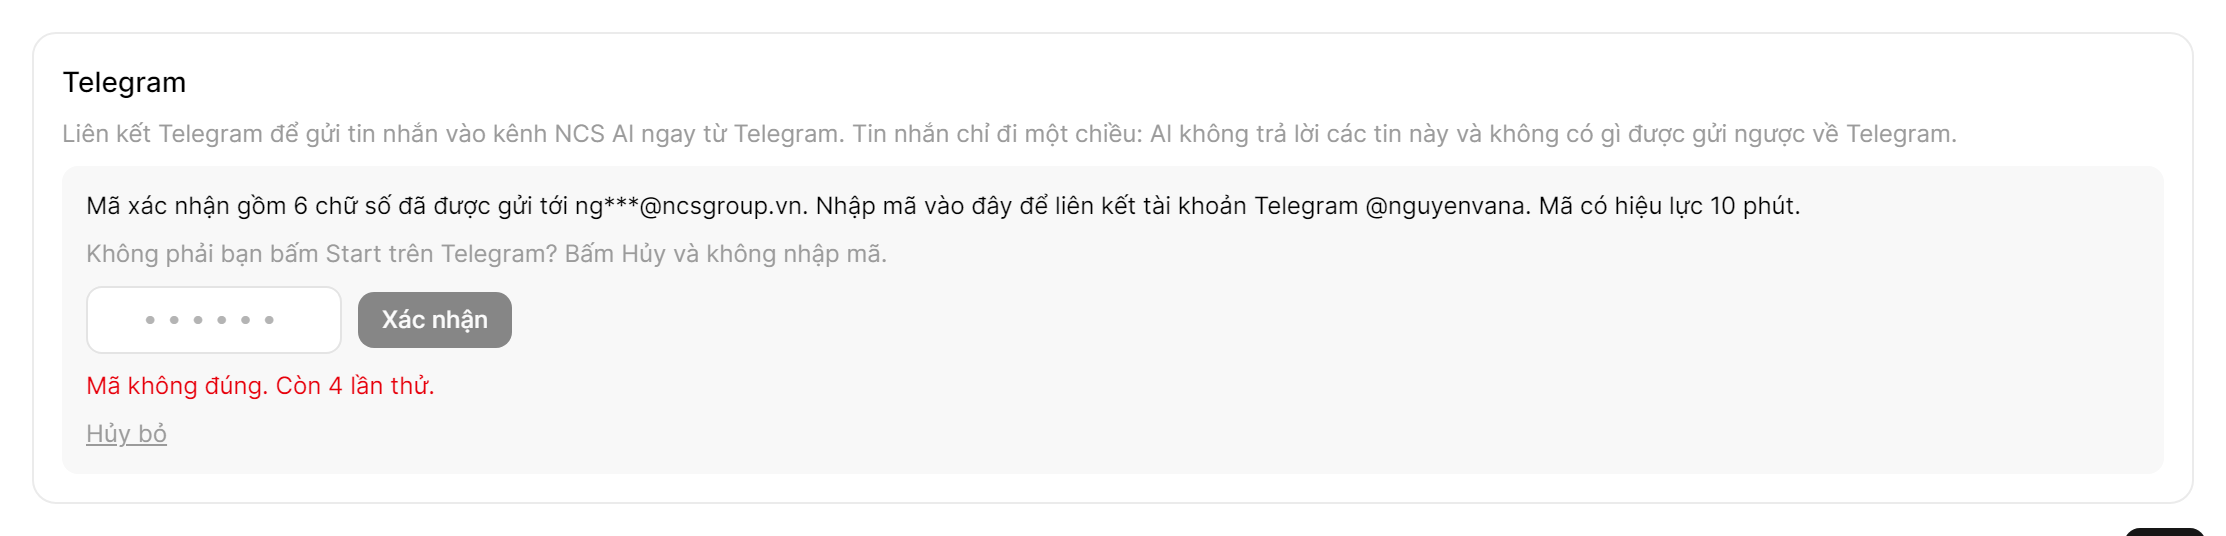 Telegram
Liên kết Telegram để gửi tin nhắn vào kênh NCS AI ngay từ Telegram. Tin nhắn chỉ đi một chiều: AI không trả lời các tin này và không có gì được gửi ngược về Telegram.
Mã xác nhận gồm 6 chữ số đã được gửi tới ng***@ncsgroup.vn. Nhập mã vào đây để liên kết tài khoản Telegram @nguyenvana. Mã có hiệu lực 10 phút.
Không phải bạn bấm Start trên Telegram? Bấm Hủy và không nhập mã.
Xác nhận
Mã không đúng. Còn 4 lần thử.
Hủy bỏ